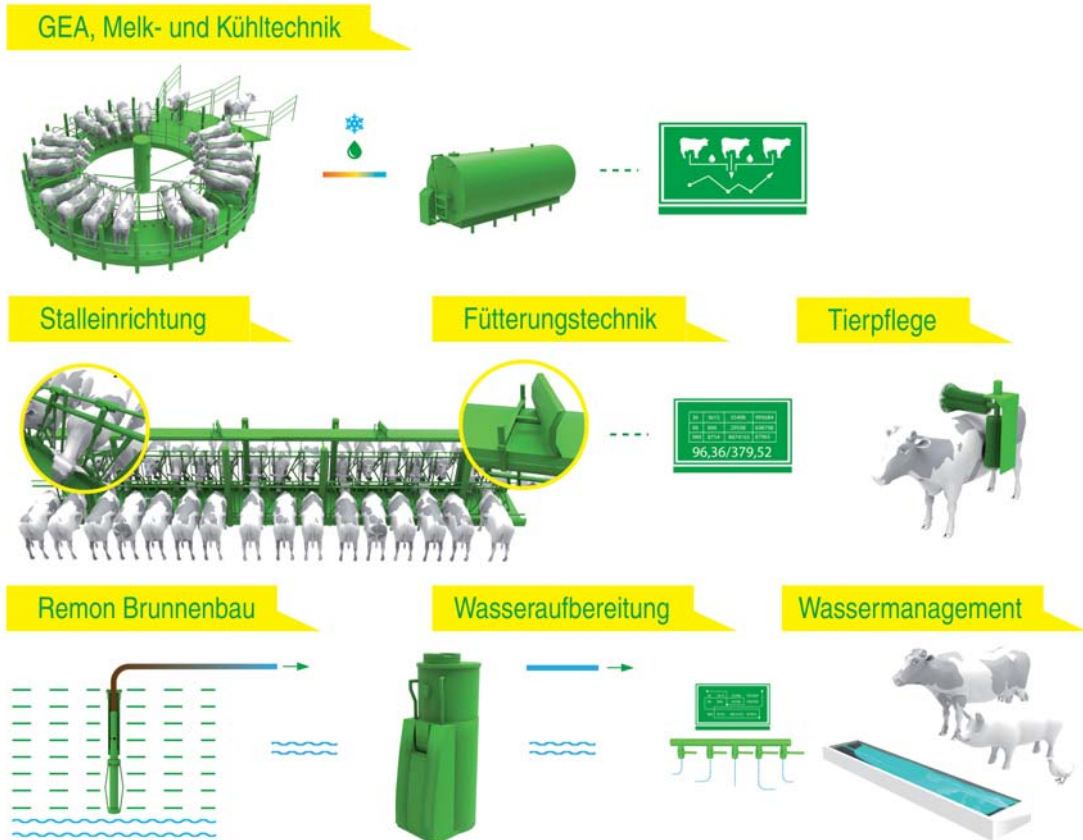 GEA, Melk- und Kühltechnik
Stalleinrichtung
Fütterungstechnik
Tierpflege
96,36/379,52
Remon Brunnenbau
Wasseraufbereitung
Wassermanagement